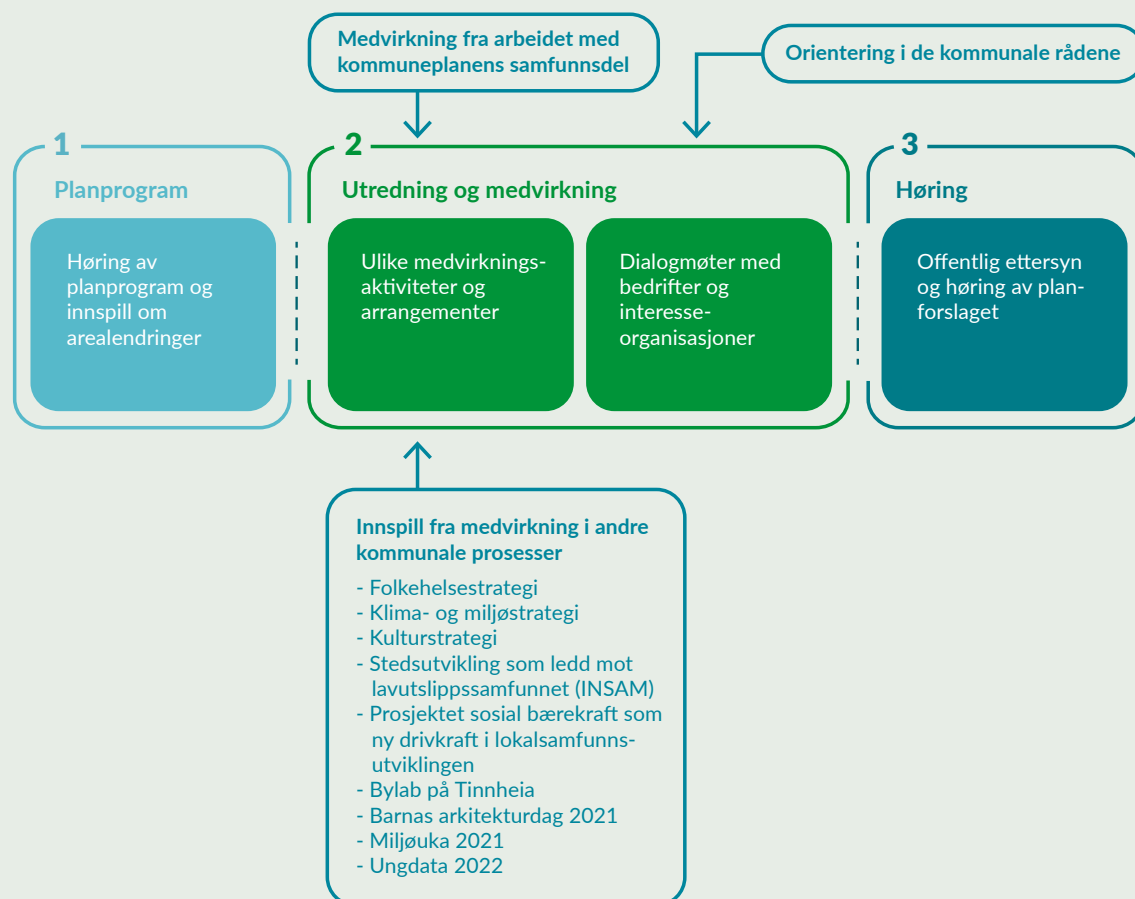 Medvirkning fra arbeidet med
kommuneplanens samfunnsdel
Orientering i de kommunale rådene
1
Planprogram
Høring av
planprogram og
innspill om
arealendringer
2
Utredning og medvirkning
Ulike medvirknings-
aktiviteter og
arrangementer
Dialogmøter med
bedrifter og
interesse-
organisasjoner
3
Høring
Offentlig ettersyn
og høring av plan-
forslaget
Innspill fra medvirkning i andre
kommunale prosesser
- Folkehelsestrategi
- Klima- og miljøstrategi
- Kulturstrategi
- Stedsutvikling som ledd mot
lavutslippssamfunnet (INSAM)
- Prosjektet sosial bærekraft som
ny drivkraft i lokalsamfunns-
utviklingen
- Bylab på Tinnheia
- Barnas arkitekturdag 2021
- Miljøuka 2021
- Ungdata 2022